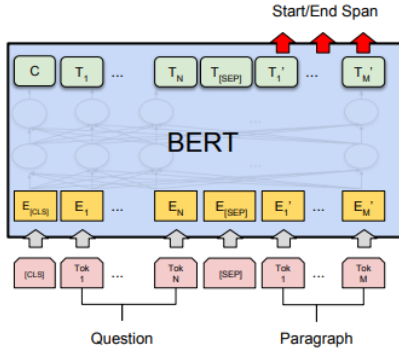 Start/End Span
C T1 ... TN T[SEP] T1' ... TM'
BERT
E[CLS] E1 ... EN E[SEP] E1' ... EM'
[CLS] Tok 1 ... Tok N [SEP] Tok 1 ... Tok M
Question Paragraph